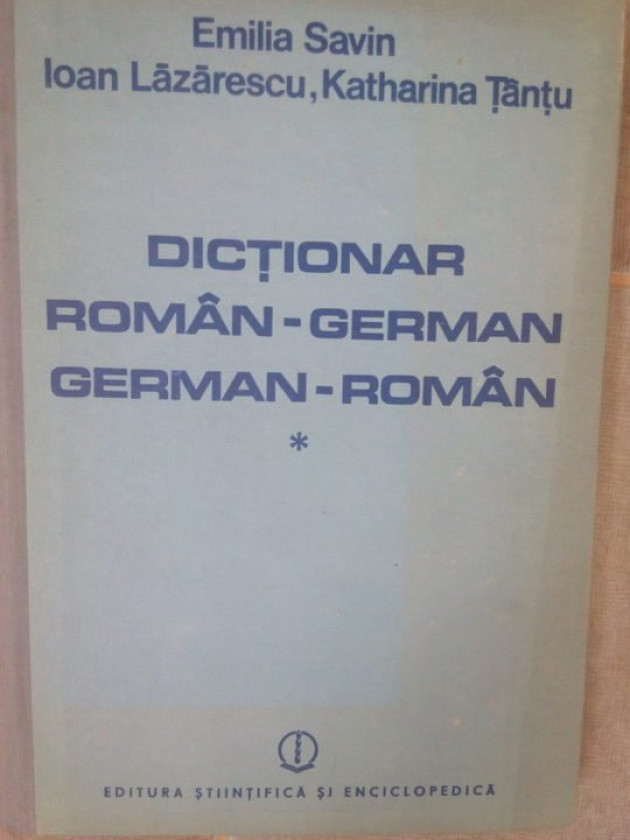 Emilia Savin
Ioan Lăzărescu, Katharina Țânțu
DICȚIONAR
ROMÂN-GERMAN
GERMAN-ROMÂN
*
EDITURA ȘTIINȚIFICĂ ȘI ENCICLOPEDICĂ